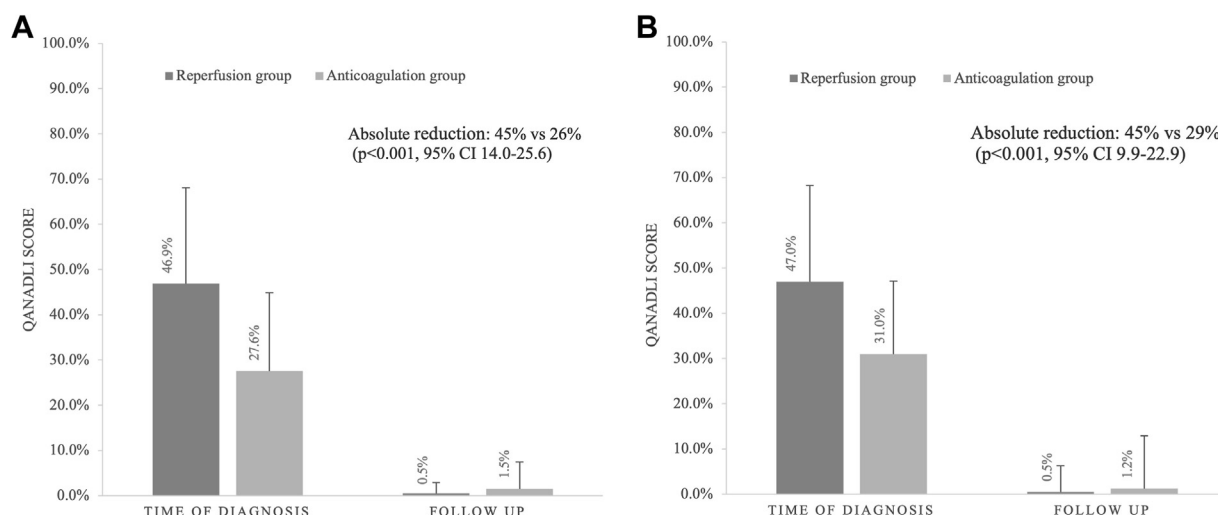 A
100.0%
90.0%
80.0%
70.0%
60.0%
50.0%
40.0%
30.0%
20.0%
10.0%
0.0%
QANADLI SCORE
Reperfusion group Anticoagulation group
Absolute reduction: 45% vs 26%
(p<0.001, 95% CI 14.0-25.6)
46.9%
27.6%
0.5%
1.5%
TIME OF DIAGNOSIS FOLLOW UP
B
100.0%
90.0%
80.0%
70.0%
60.0%
50.0%
40.0%
30.0%
20.0%
10.0%
0.0%
QANADLI SCORE
Reperfusion group Anticoagulation group
Absolute reduction: 45% vs 29%
(p<0.001, 95% CI 9.9-22.9)
47.0%
31.0%
0.5%
1.2%
TIME OF DIAGNOSIS FOLLOW UP